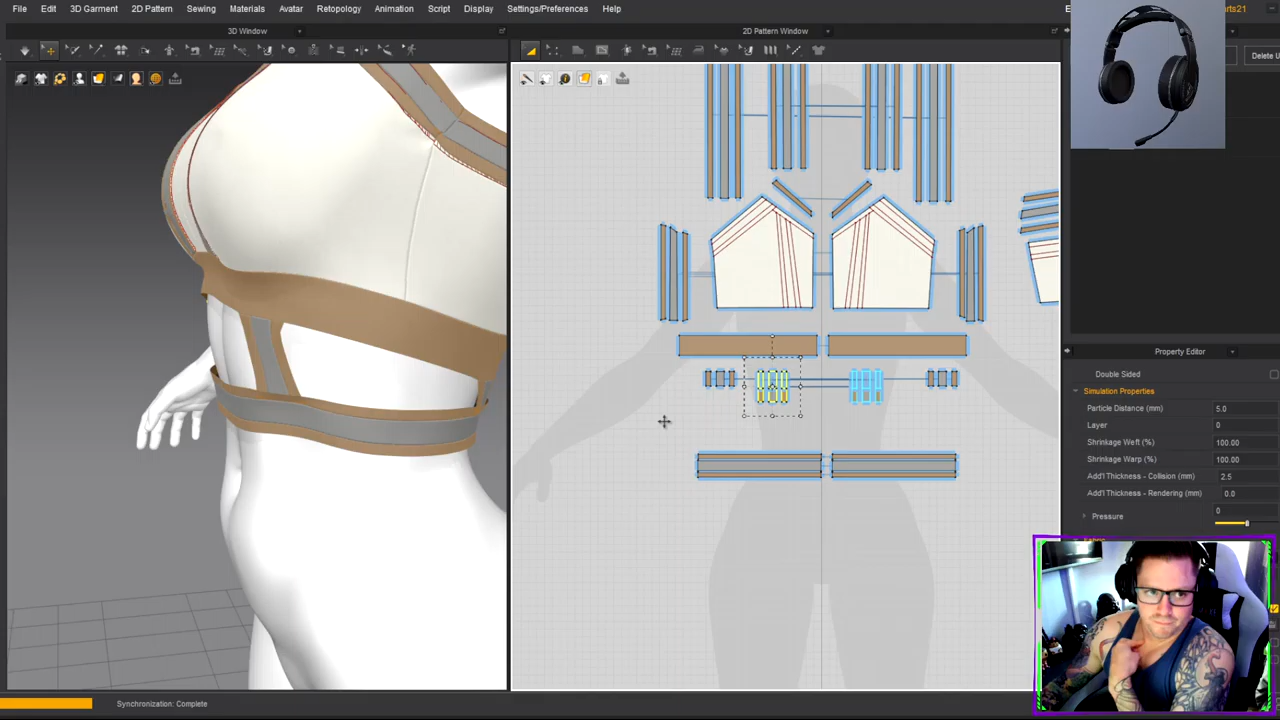 File Edit 3D Garment 2D Pattern Sewing Materials Avatar Retopology Animation Script Display Settings/Preferences Help
3D Window
2D Pattern Window
Delete U
Property Editor
Double Sided
Simulation Properties
Particle Distance (mm) 5.0
Layer 0
Shrinkage Weft (%) 100.00
Shrinkage Warp (%) 100.00
Add'l Thickness - Collision (mm) 2.5
Add'l Thickness - Rendering (mm) 0.0
Pressure 0
Synchronization: Complete